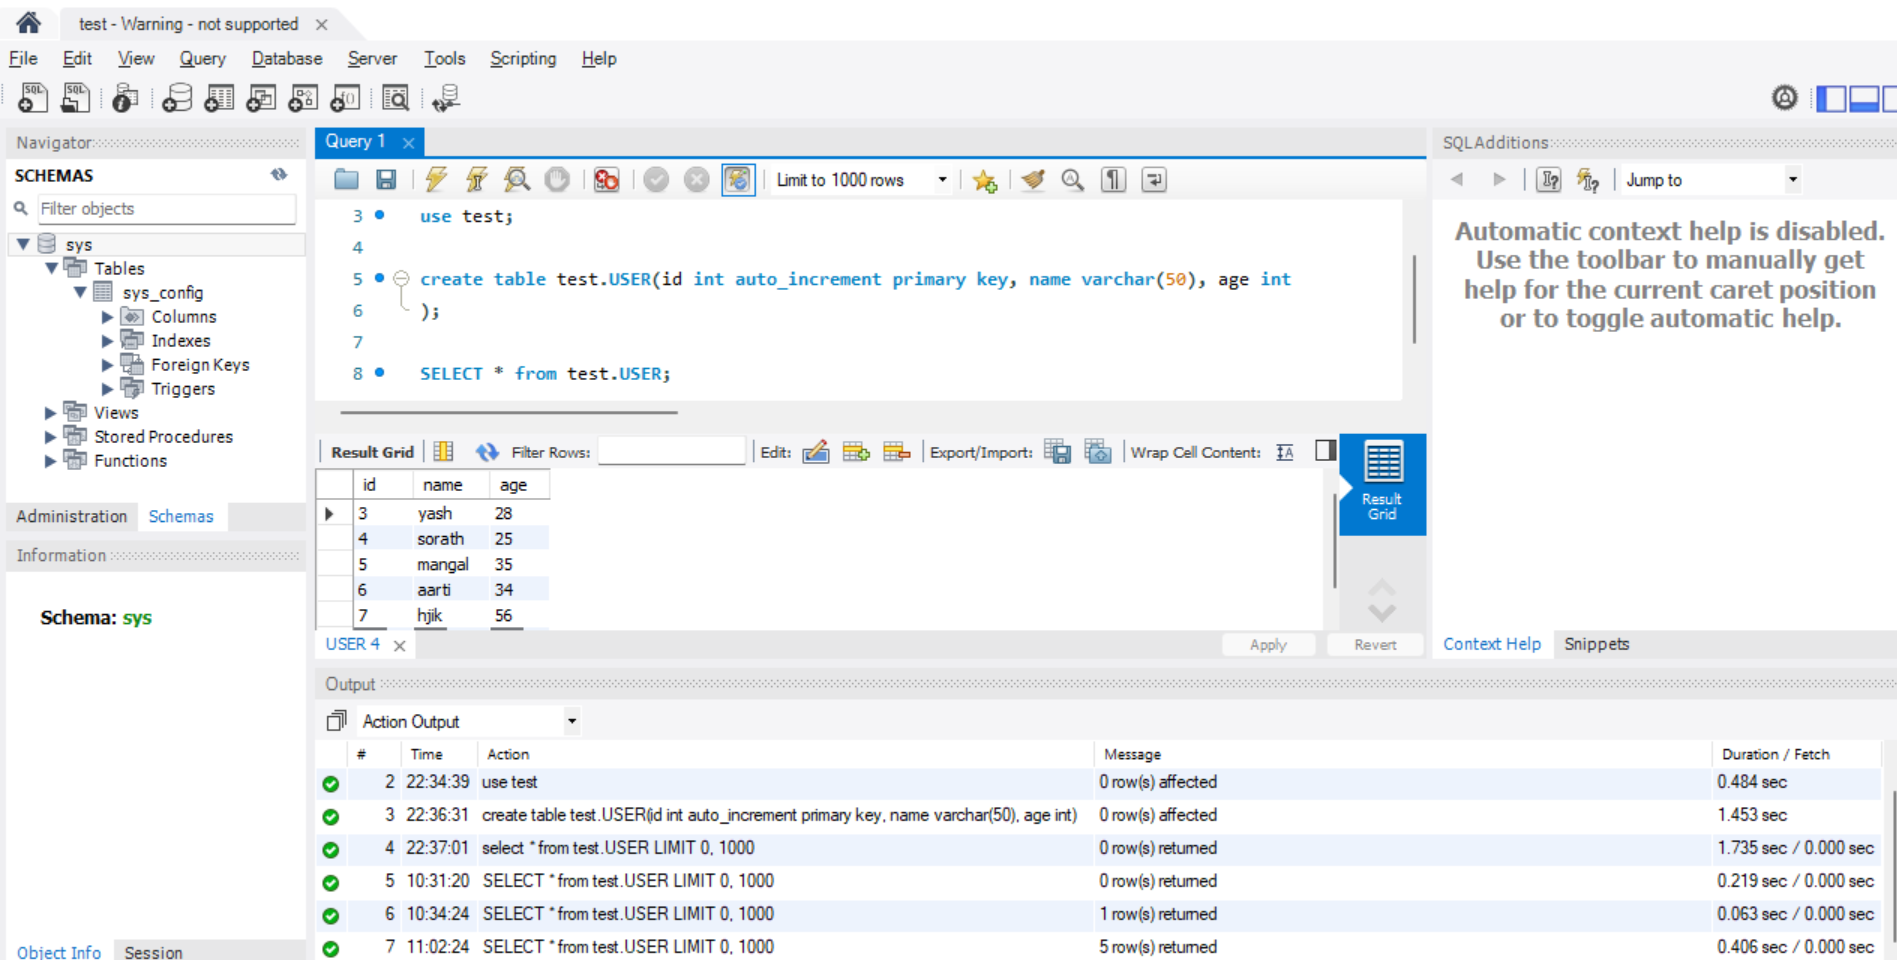 test - Warning - not supported
File Edit View Query Database Server Tools Scripting Help
Navigator
SCHEMAS
Filter objects
sys
Tables
sys_config
Columns
Indexes
Foreign Keys
Triggers
Views
Stored Procedures
Functions
Administration Schemas
Information
Schema: sys
Object Info Session
Query 1
Limit to 1000 rows
3 use test;
4
5 create table test.USER(id int auto_increment primary key, name varchar(50), age int
6 );
7
8 SELECT * from test.USER;
Result Grid Filter Rows: Edit: Export/Import: Wrap Cell Content:
id name age
3 yash 28
4 sorath 25
5 mangal 35
6 aarti 34
7 hjik 56
Result
Grid
USER 4 Apply Revert
SQLAdditions
Jump to
Automatic context help is disabled.
Use the toolbar to manually get
help for the current caret position
or to toggle automatic help.
Context Help Snippets
Output
Action Output
# Time Action Message Duration / Fetch
2 22:34:39 use test 0 row(s) affected 0.484 sec
3 22:36:31 create table test.USER(id int auto_increment primary key, name varchar(50), age int) 0 row(s) affected 1.453 sec
4 22:37:01 select * from test.USER LIMIT 0, 1000 0 row(s) returned 1.735 sec / 0.000 sec
5 10:31:20 SELECT * from test.USER LIMIT 0, 1000 0 row(s) returned 0.219 sec / 0.000 sec
6 10:34:24 SELECT * from test.USER LIMIT 0, 1000 1 row(s) returned 0.063 sec / 0.000 sec
7 11:02:24 SELECT * from test.USER LIMIT 0, 1000 5 row(s) returned 0.406 sec / 0.000 sec